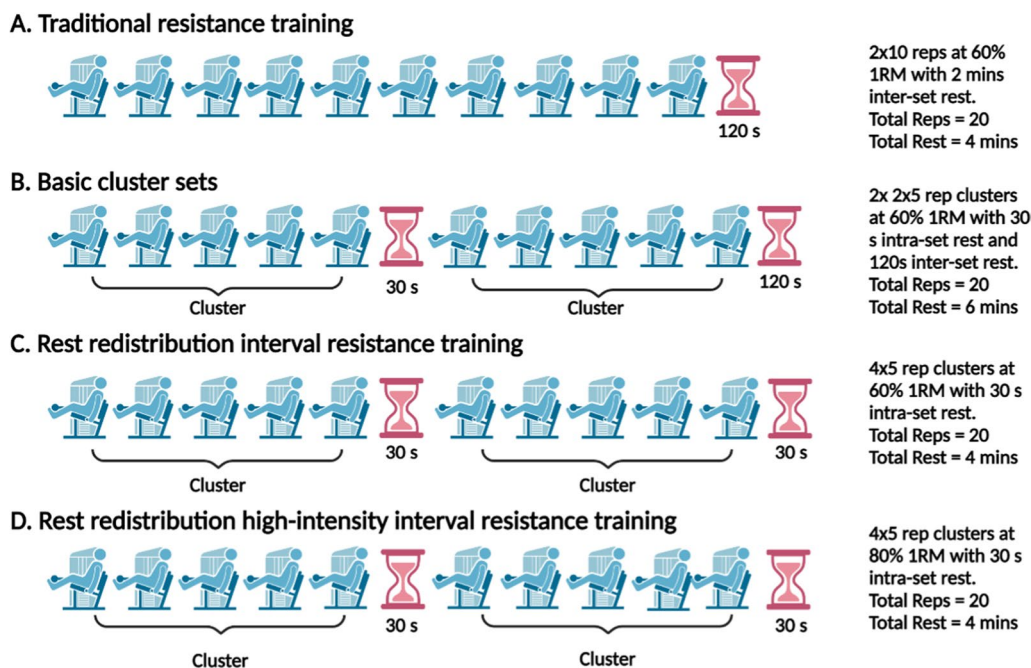 A. Traditional resistance training
120 s
2x10 reps at 60%
1RM with 2 mins
inter-set rest.
Total Reps = 20
Total Rest = 4 mins
B. Basic cluster sets
30 s
120 s
Cluster
Cluster
2x 2x5 rep clusters
at 60% 1RM with 30
s intra-set rest and
120s inter-set rest.
Total Reps = 20
Total Rest = 6 mins
C. Rest redistribution interval resistance training
30 s
30 s
Cluster
Cluster
4x5 rep clusters at
60% 1RM with 30 s
intra-set rest.
Total Reps = 20
Total Rest = 4 mins
D. Rest redistribution high-intensity interval resistance training
30 s
30 s
Cluster
Cluster
4x5 rep clusters at
80% 1RM with 30 s
intra-set rest.
Total Reps = 20
Total Rest = 4 mins